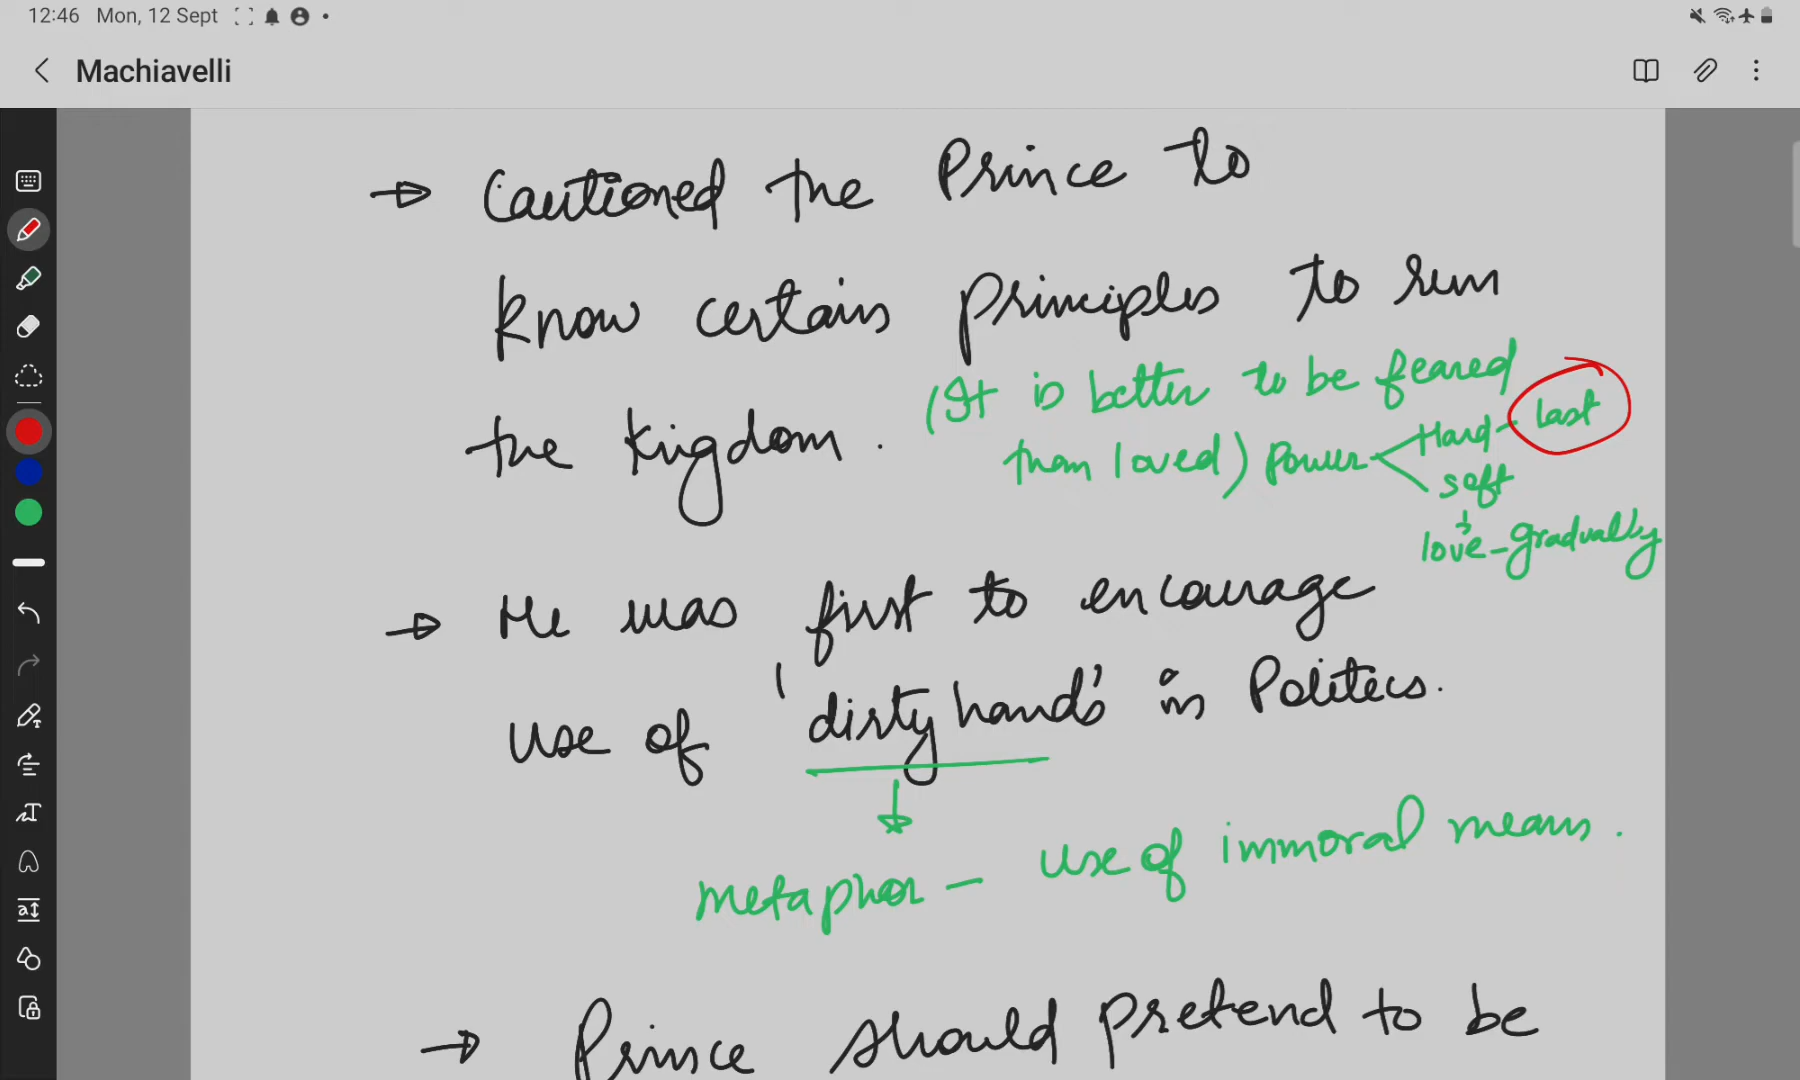 12:46 Mon, 12 Sept
Machiavelli
→ Cautioned the Prince to
know certain principles to run
(It is better to be feared
the kigdom. than loved) Power < Hard - last
soft
love - gradually
→ He was first to encourage
use of 'dirty hands' in Politics.
metaphor - use of immoral means.
→ Prince should pretend to be